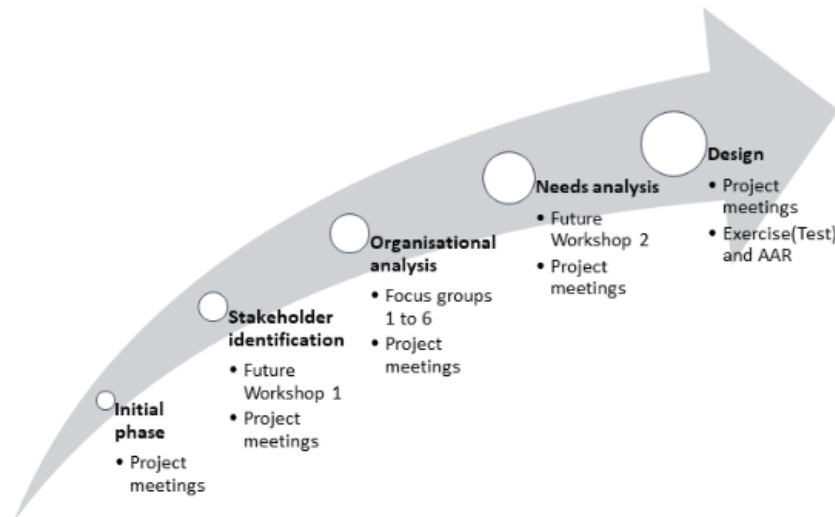 Initial
phase
• Project
meetings
Stakeholder
identification
• Future
Workshop 1
• Project
meetings
Organisational
analysis
• Focus groups
1 to 6
• Project
meetings
Needs analysis
• Future
Workshop 2
• Project
meetings
Design
• Project
meetings
• Exercise(Test)
and AAR